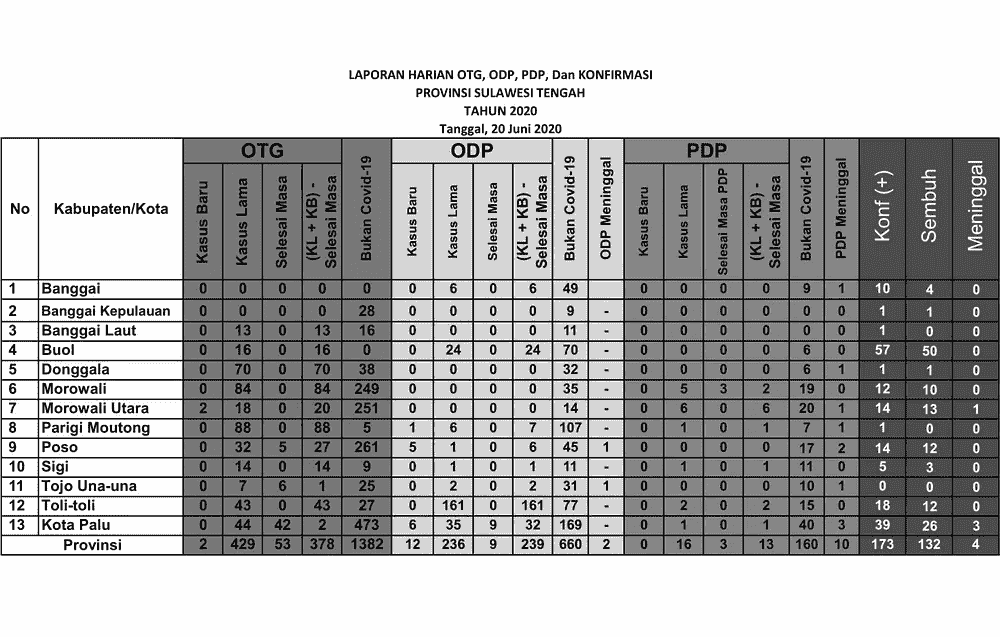 LAPORAN HARIAN OTG, ODP, PDP, Dan KONFIRMASI
PROVINSI SULAWESI TENGAH
TAHUN 2020
Tanggal, 20 Juni 2020
No Kabupaten/Kota OTG Bukan Covid-19 ODP Bukan Covid-19 ODP Meninggal PDP Bukan Covid-19 PDP Meninggal Konf (+) Sembuh Meninggal
Kasus Baru Kasus Lama Selesai Masa (KL + KB) - Selesai Masa Kasus Baru Kasus Lama Selesai Masa (KL + KB) - Selesai Masa Kasus Baru Kasus Lama Selesai Masa PDP (KL + KB) - Selesai Masa
1 Banggai 0 0 0 0 0 0 6 0 6 49 0 0 0 0 9 1 10 4 0
2 Banggai Kepulauan 0 0 0 0 28 0 0 0 0 9 - 0 0 0 0 0 0 1 1 0
3 Banggai Laut 0 13 0 13 16 0 0 0 0 11 - 0 0 0 0 0 0 1 0 0
4 Buol 0 16 0 16 0 0 24 0 24 70 - 0 0 0 0 6 0 57 50 0
5 Donggala 0 70 0 70 38 0 0 0 0 32 - 0 0 0 0 6 1 1 1 0
6 Morowali 0 84 0 84 249 0 0 0 0 35 - 0 5 3 2 19 0 12 10 0
7 Morowali Utara 2 18 0 20 251 0 0 0 0 14 - 0 6 0 6 20 1 14 13 1
8 Parigi Moutong 0 88 0 88 5 1 6 0 7 107 - 0 1 0 1 7 1 1 0 0
9 Poso 0 32 5 27 261 5 1 0 6 45 1 0 0 0 0 17 2 14 12 0
10 Sigi 0 14 0 14 9 0 1 0 1 11 - 0 1 0 1 11 0 5 3 0
11 Tojo Una-una 0 7 6 1 25 0 2 0 2 31 1 0 0 0 0 10 1 0 0 0
12 Toli-toli 0 43 0 43 27 0 161 0 161 77 - 0 2 0 2 15 0 18 12 0
13 Kota Palu 0 44 42 2 473 6 35 9 32 169 - 0 1 0 1 40 3 39 26 3
Provinsi 2 429 53 378 1382 12 236 9 239 660 2 0 16 3 13 160 10 173 132 4